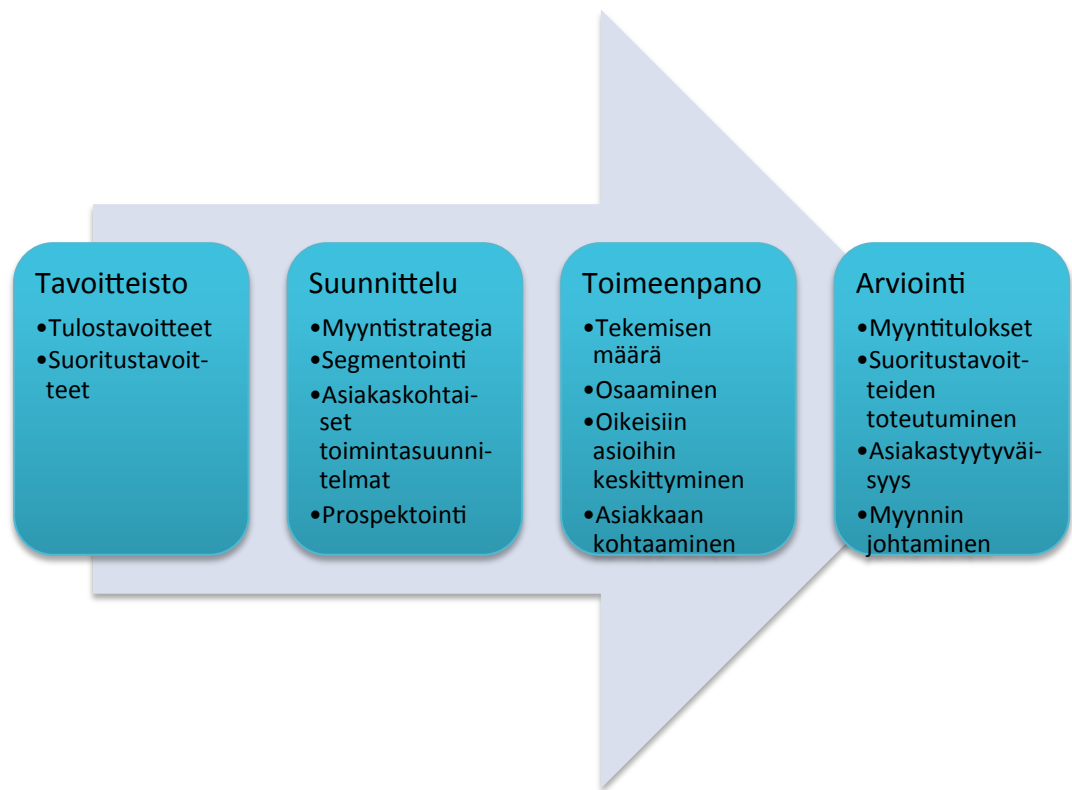 Tavoitteisto
•Tulostavoitteet
•Suoritustavoit-
teet
Suunnittelu
•Myyntistrategia
•Segmentointi
•Asiakaskohtai-
set
toimintasuunni-
telmat
•Prospektointi
Toimeenpano
•Tekemisen
määrä
•Osaaminen
•Oikeisiin
asioihin
keskittyminen
•Asiakkaan
kohtaaminen
Arviointi
•Myyntitulokset
•Suoritustavoit-
teiden
toteutuminen
•Asiakastyytyväi-
syys
•Myynnin
johtaminen